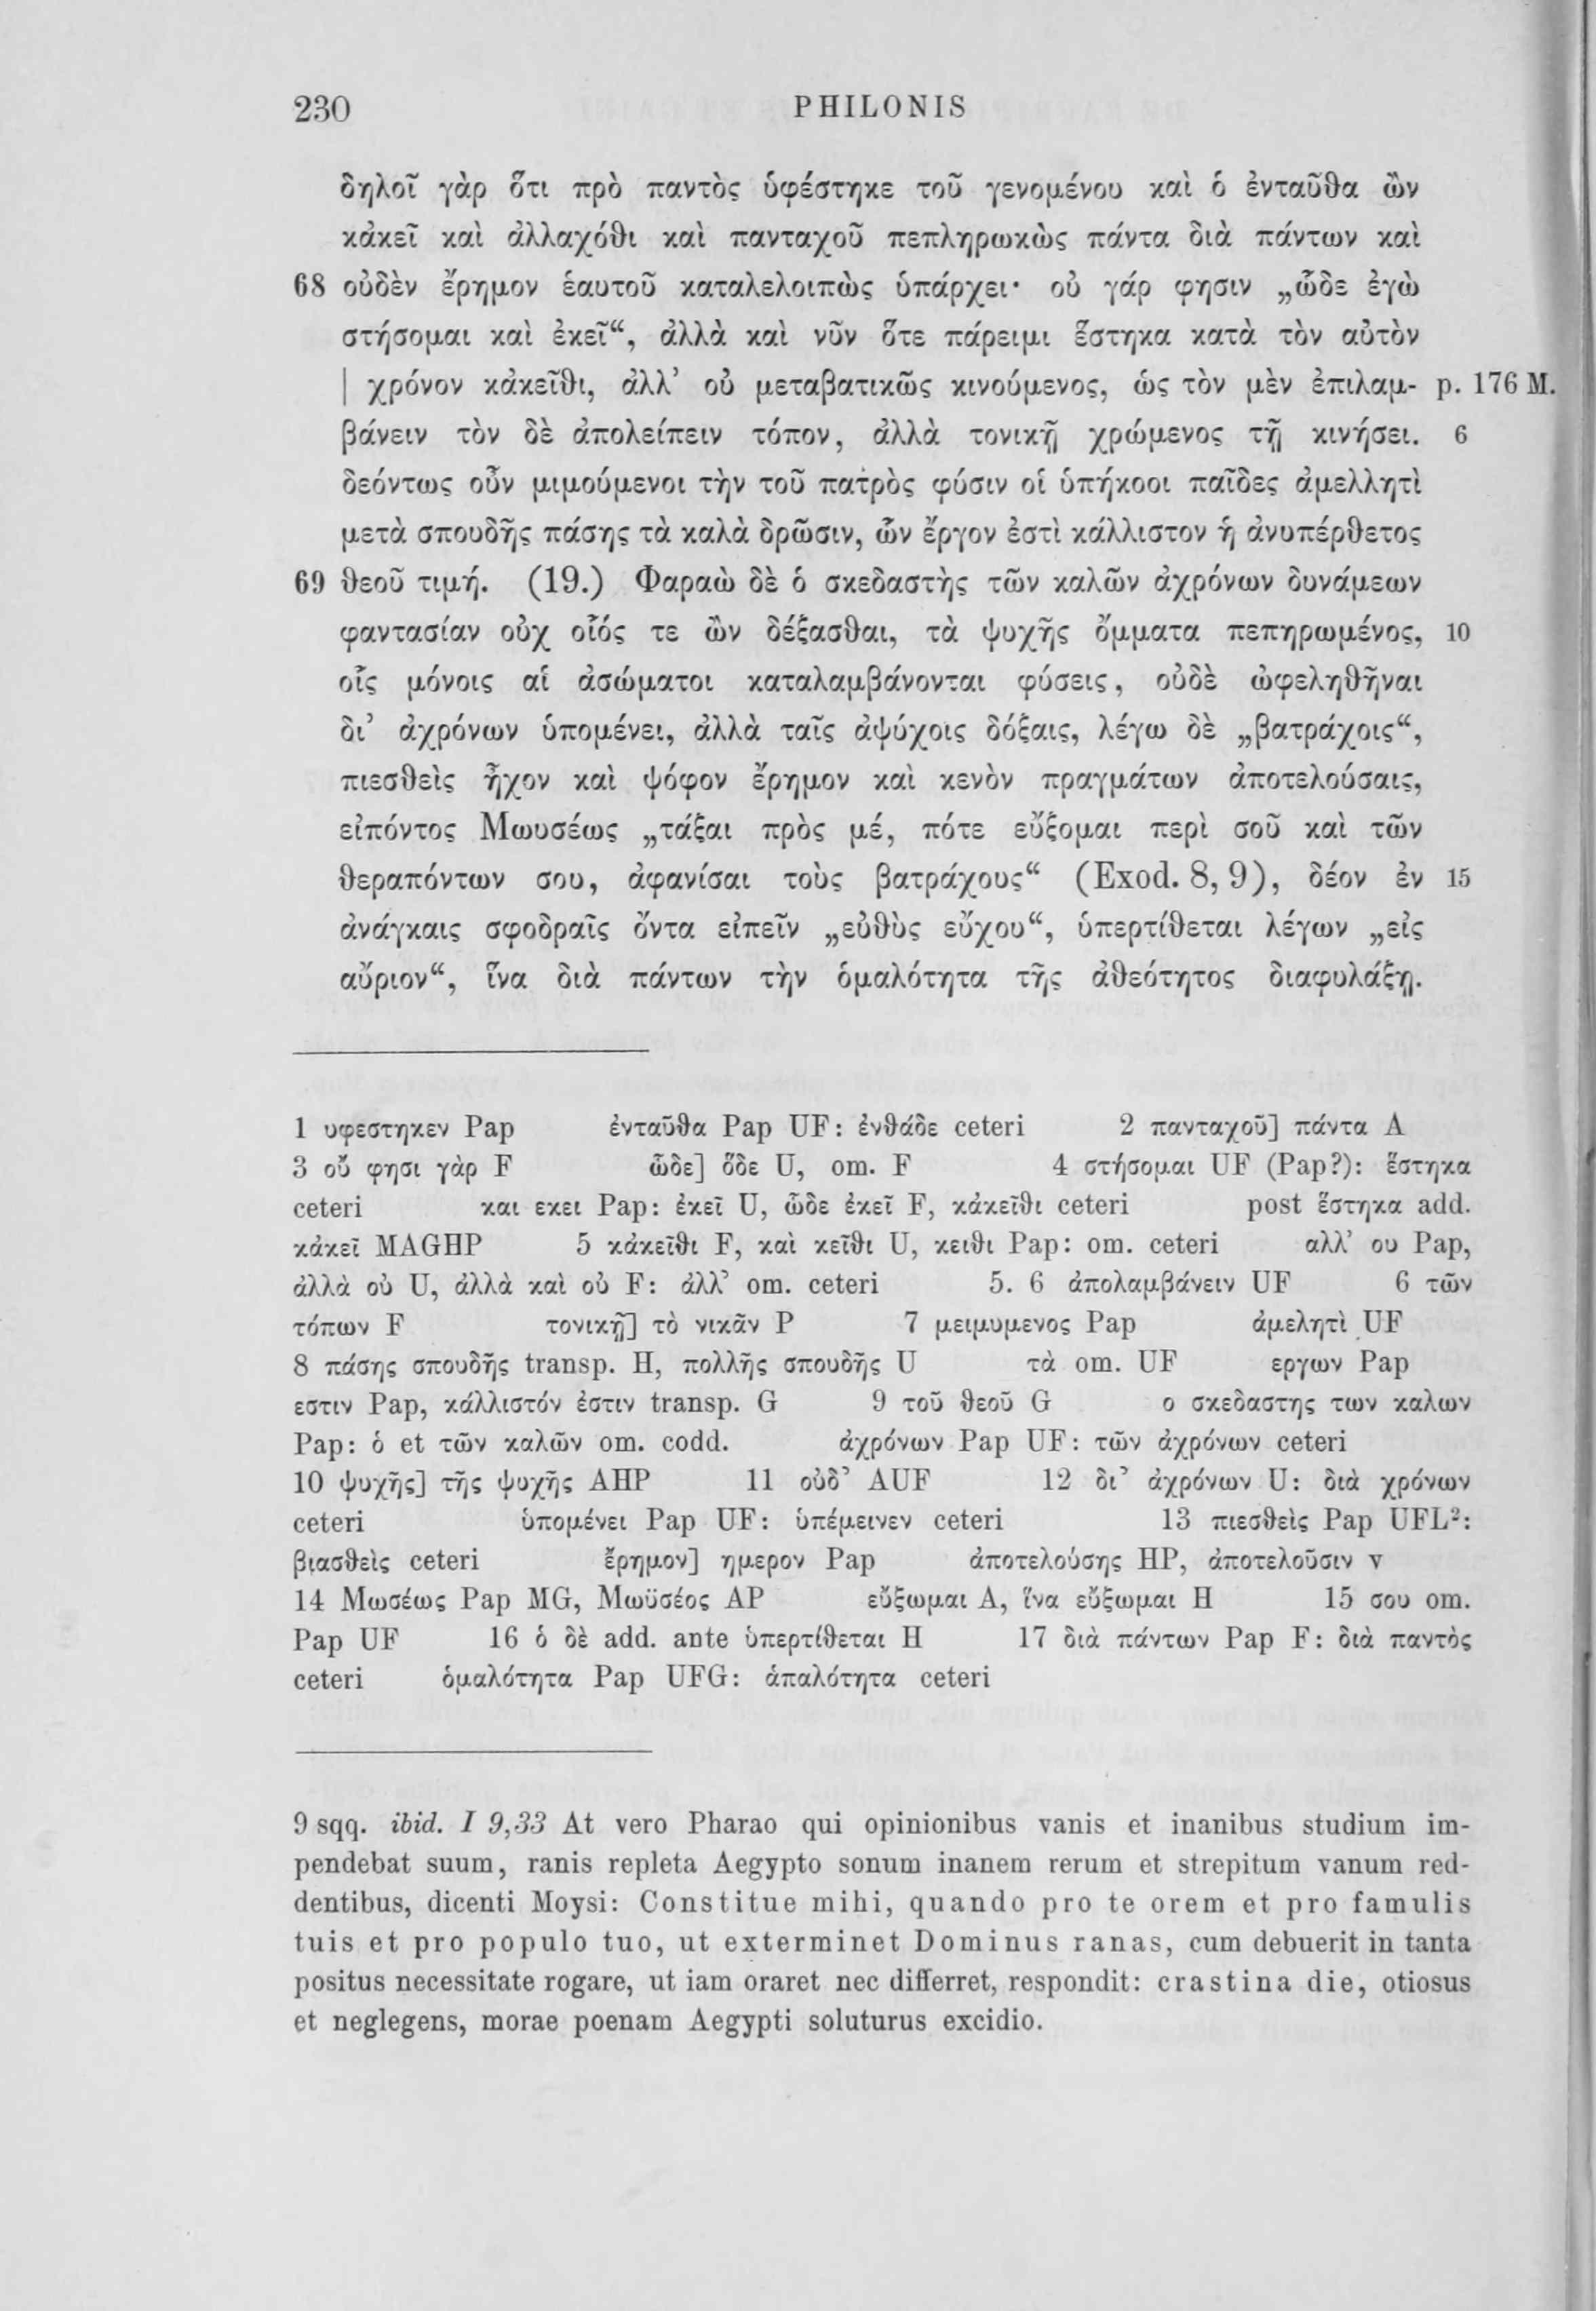 230 PHILONIS
δηλοῖ γὰρ ὅτι πρὸ παντὸς ὑφέστηκε τοῦ γενομένου καὶ ὁ ἐνταῦθα ὢν
κἀκεῖ καὶ ἀλλαχόθι καὶ πανταχοῦ πεπληρωκὼς πάντα διὰ πάντων καὶ
68 οὐδὲν ἔρημον ἑαυτοῦ καταλελοιπὼς ὑπάρχει· οὐ γάρ φησιν „ὧδε ἐγὼ
στήσομαι καὶ ἐκεῖ“, ἀλλὰ καὶ νῦν ὅτε πάρειμι ἕστηκα κατὰ τὸν αὐτὸν
| χρόνον κἀκεῖθι, ἀλλ’ οὐ μεταβατικῶς κινούμενος, ὡς τὸν μὲν ἐπιλαμ- p. 176 M.
βάνειν τὸν δὲ ἀπολείπειν τόπον, ἀλλὰ τονικῇ χρώμενος τῇ κινήσει. 6
δεόντως οὖν μιμούμενοι τὴν τοῦ πατρὸς φύσιν οἱ ὑπήκοοι παῖδες ἀμελλητὶ
μετὰ σπουδῆς πάσης τὰ καλὰ δρῶσιν, ὧν ἔργον ἐστὶ κάλλιστον ἡ ἀνυπέρθετος
69 θεοῦ τιμή. (19.) Φαραὼ δὲ ὁ σκεδαστὴς τῶν καλῶν ἀχρόνων δυνάμεων
φαντασίαν οὐχ οἷός τε ὢν δέξασθαι, τὰ ψυχῆς ὄμματα πεπηρωμένος, 10
οἷς μόνοις αἱ ἀσώματοι καταλαμβάνονται φύσεις, οὐδὲ ὠφεληθῆναι
δι’ ἀχρόνων ὑπομένει, ἀλλὰ ταῖς ἀψύχοις δόξαις, λέγω δὲ „βατράχοις“,
πιεσθεὶς ἦχον καὶ ψόφον ἔρημον καὶ κενὸν πραγμάτων ἀποτελούσαις,
εἰπόντος Μωυσέως „τάξαι πρὸς μέ, πότε εὔξομαι περὶ σοῦ καὶ τῶν
θεραπόντων σου, ἀφανίσαι τοὺς βατράχους“ (Exod. 8, 9), δέον ἐν 15
ἀνάγκαις σφοδραῖς ὄντα εἰπεῖν „εὐθὺς εὔχου“, ὑπερτίθεται λέγων „εἰς
αὔριον“, ἵνα διὰ πάντων τὴν ὁμαλότητα τῆς ἀθεότητος διαφυλάξῃ.
1 υφεστηκεν Pap ἐνταῦθα Pap UF: ἐνθάδε ceteri 2 πανταχοῦ] πάντα A
3 οὔ φησι γὰρ F ὧδε] ὅδε U, om. F 4 στήσομαι UF (Pap?): ἕστηκα
ceteri και εκει Pap: ἐκεῖ U, ὧδε ἐκεῖ F, κἀκεῖθι ceteri post ἕστηκα add.
κἀκεῖ MAGHP 5 κἀκεῖθι F, καὶ κεῖθι U, κειθι Pap: om. ceteri αλλ’ ου Pap,
ἀλλὰ οὐ U, ἀλλὰ καὶ οὐ F: ἀλλ’ om. ceteri 5. 6 ἀπολαμβάνειν UF 6 τῶν
τόπων F τονικῇ] τὸ νικᾶν P 7 μειμυμενος Pap ἀμελητὶ UF
8 πάσης σπουδῆς transp. H, πολλῆς σπουδῆς U τὰ om. UF εργων Pap
εστιν Pap, κάλλιστόν ἐστιν transp. G 9 τοῦ θεοῦ G ο σκεδαστης των καλων
Pap: ὁ et τῶν καλῶν om. codd. ἀχρόνων Pap UF: τῶν ἀχρόνων ceteri
10 ψυχῆς] τῆς ψυχῆς AHP 11 οὐδ’ AUF 12 δι’ ἀχρόνων U: διὰ χρόνων
ceteri ὑπομένει Pap UF: ὑπέμεινεν ceteri 13 πιεσθεὶς Pap UFL²:
βιασθεὶς ceteri ἔρημον] ημερον Pap ἀποτελούσης HP, ἀποτελοῦσιν v
14 Μωσέως Pap MG, Μωϋσέος AP εὔξωμαι A, ἵνα εὔξωμαι H 15 σου om.
Pap UF 16 ὁ δὲ add. ante ὑπερτίθεται H 17 διὰ πάντων Pap F: διὰ παντὸς
ceteri ὁμαλότητα Pap UFG: ἁπαλότητα ceteri
9 sqq. ibid. I 9,33 At vero Pharao qui opinionibus vanis et inanibus studium im-
pendebat suum, ranis repleta Aegypto sonum inanem rerum et strepitum vanum red-
dentibus, dicenti Moysi: Constitue mihi, quando pro te orem et pro famulis
tuis et pro populo tuo, ut exterminet Dominus ranas, cum debuerit in tanta
positus necessitate rogare, ut iam oraret nec differret, respondit: crastina die, otiosus
et neglegens, morae poenam Aegypti soluturus excidio.